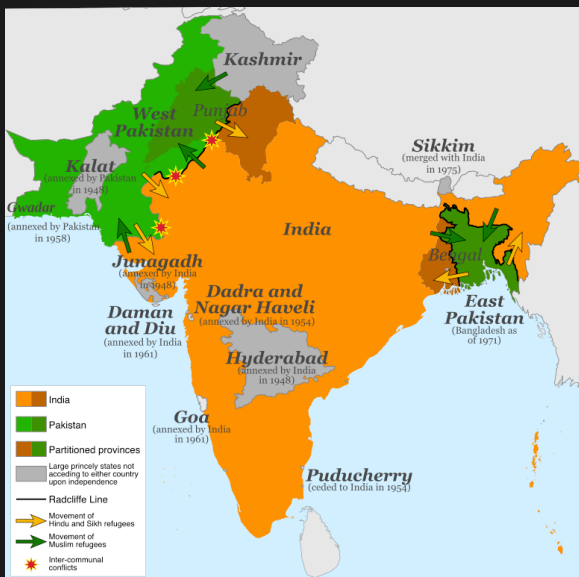 Kashmir
Punjab
West
Pakistan
Kalat
(annexed by Pakistan
in 1948)
Gwadar
(annexed by Pakistan
in 1958)
Sikkim
(merged with India
in 1975)
India
Bengal
Junagadh
(annexed by India
in 1948)
East
Pakistan
(Bangladesh as
of 1971)
Dadra and
Nagar Haveli
(annexed by India in 1954)
Daman
and Diu
(annexed by India
in 1961)
Hyderabad
(annexed by India
in 1948)
Goa
(annexed by India
in 1961)
Puducherry
(ceded to India in 1954)
India
Pakistan
Partitioned provinces
Large princely states not
acceding to either country
upon independence
Radcliffe Line
Movement of
Hindu and Sikh refugees
Movement of
Muslim refugees
Inter-communal
conflicts